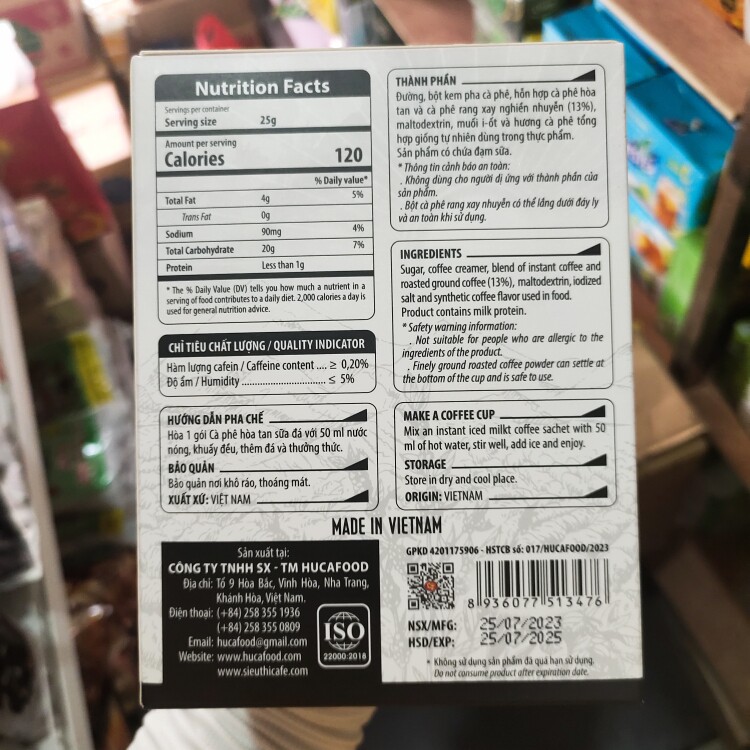 Nutrition Facts
Servings per container
Serving size 25g
Amount per serving
Calories 120
% Daily value*
Total Fat 4g 5%
Trans Fat 0g
Sodium 90mg 4%
Total Carbohydrate 20g 7%
Protein Less than 1g
* The % Daily Value (DV) tells you how much a nutrient in a
serving of food contributes to a daily diet. 2,000 calories a day is
used for general nutrition advice.
CHỈ TIÊU CHẤT LƯỢNG / QUALITY INDICATOR
Hàm lượng cafein / Caffeine content .... ≥ 0,20%
Độ ẩm / Humidity ................................ ≤ 5%
HƯỚNG DẪN PHA CHẾ
Hòa 1 gói Cà phê hòa tan sữa đá với 50 ml nước
nóng, khuấy đều, thêm đá và thưởng thức.
BẢO QUẢN
Bảo quản nơi khô ráo, thoáng mát.
XUẤT XỨ: VIỆT NAM
THÀNH PHẦN
Đường, bột kem pha cà phê, hỗn hợp cà phê hòa
tan và cà phê rang xay nghiền nhuyễn (13%),
maltodextrin, muối i-ốt và hương cà phê tổng
hợp giống tự nhiên dùng trong thực phẩm.
Sản phẩm có chứa đạm sữa.
* Thông tin cảnh báo an toàn:
. Không dùng cho người dị ứng với thành phần của
sản phẩm.
. Bột cà phê rang xay nhuyễn có thể lắng dưới đáy ly
và an toàn khi sử dụng.
INGREDIENTS
Sugar, coffee creamer, blend of instant coffee and
roasted ground coffee (13%), maltodextrin, iodized
salt and synthetic coffee flavor used in food.
Product contains milk protein.
* Safety warning information:
. Not suitable for people who are allergic to the
ingredients of the product.
. Finely ground roasted coffee powder can settle at
the bottom of the cup and is safe to use.
MAKE A COFFEE CUP
Mix an instant iced milkt coffee sachet with 50
ml of hot water, stir well, add ice and enjoy.
STORAGE
Store in dry and cool place.
ORIGIN: VIETNAM
MADE IN VIETNAM
Sản xuất tại:
CÔNG TY TNHH SX - TM HUCAFOOD
Địa chỉ: Tổ 9 Hòa Bắc, Vĩnh Hòa, Nha Trang,
Khánh Hòa, Việt Nam.
Điện thoại: (+84) 258 355 1936
(+84) 258 355 0809
Email: hucafood@gmail.com
Website: www.hucafood.com
www.sieuthicafe.com
ISO
22000:2018
GPKD 4201175906 - HSTCB số: 017/HUCAFOOD/2023
8 936077 513476
NSX/MFG: 25/07/2023
HSD/EXP: 25/07/2025
* Không sử dụng sản phẩm đã quá hạn sử dụng.
Do not consume product after expiration date.